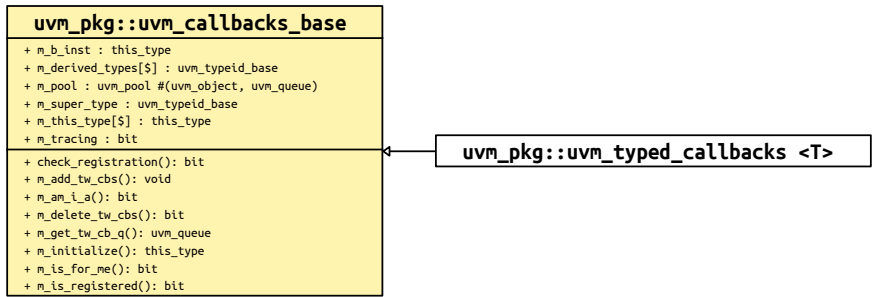 uvm_pkg::uvm_callbacks_base
+ m_b_inst : this_type
+ m_derived_types[$] : uvm_typeid_base
+ m_pool : uvm_pool #(uvm_object, uvm_queue)
+ m_super_type : uvm_typeid_base
+ m_this_type[$] : this_type
+ m_tracing : bit
+ check_registration(): bit
+ m_add_tw_cbs(): void
+ m_am_i_a(): bit
+ m_delete_tw_cbs(): bit
+ m_get_tw_cb_q(): uvm_queue
+ m_initialize(): this_type
+ m_is_for_me(): bit
+ m_is_registered(): bit
uvm_pkg::uvm_typed_callbacks <T>